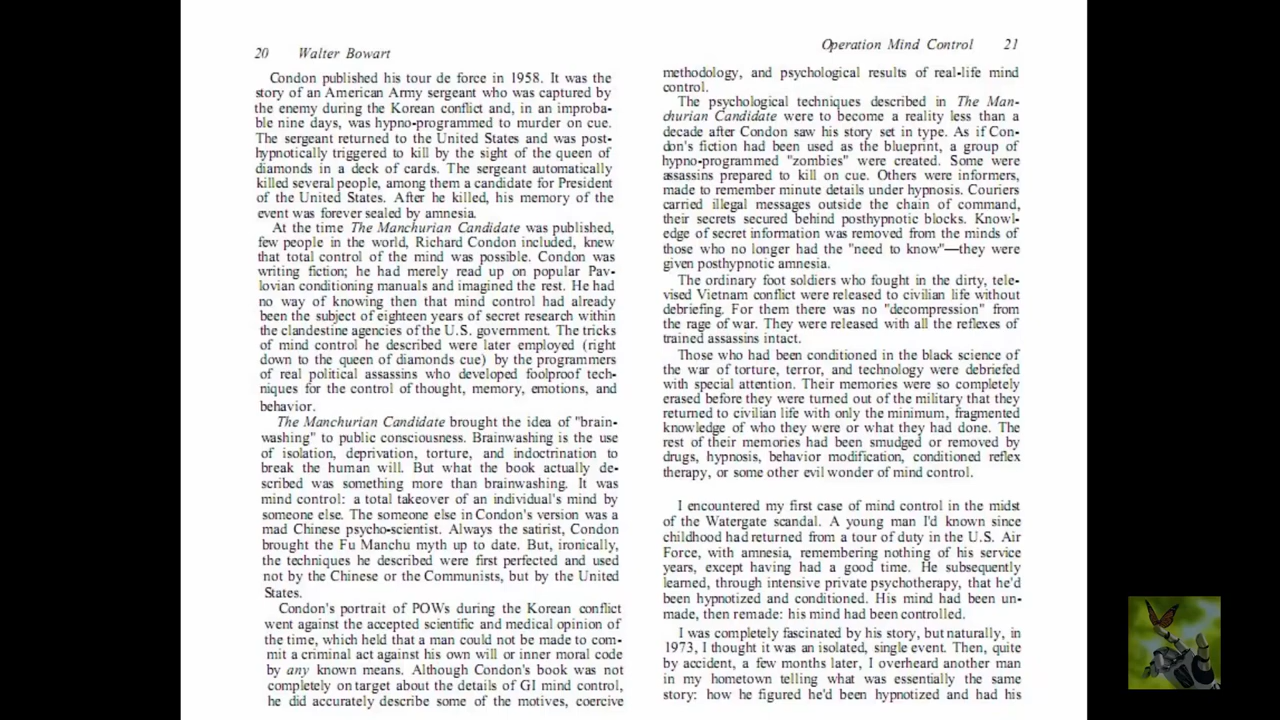 20 Walter Bowart
Condon published his tour de force in 1958. It was the
story of an American Army sergeant who was captured by
the enemy during the Korean conflict and, in an improba-
ble nine days, was hypno-programmed to murder on cue.
The sergeant returned to the United States and was post-
hypnotically triggered to kill by the sight of the queen of
diamonds in a deck of cards. The sergeant automatically
killed several people, among them a candidate for President
of the United States. After he killed, his memory of the
event was forever sealed by amnesia.
At the time The Manchurian Candidate was published,
few people in the world, Richard Condon included, knew
that total control of the mind was possible. Condon was
writing fiction; he had merely read up on popular Pav-
lovian conditioning manuals and imagined the rest. He had
no way of knowing then that mind control had already
been the subject of eighteen years of secret research within
the clandestine agencies of the U.S. government. The tricks
of mind control he described were later employed (right
down to the queen of diamonds cue) by the programmers
of real political assassins who developed foolproof tech-
niques for the control of thought, memory, emotions, and
behavior.
The Manchurian Candidate brought the idea of "brain-
washing" to public consciousness. Brainwashing is the use
of isolation, deprivation, torture, and indoctrination to
break the human will. But what the book actually de-
scribed was something more than brainwashing. It was
mind control: a total takeover of an individual's mind by
someone else. The someone else in Condon's version was a
mad Chinese psycho-scientist. Always the satirist, Condon
brought the Fu Manchu myth up to date. But, ironically,
the techniques he described were first perfected and used
not by the Chinese or the Communists, but by the United
States.
Condon's portrait of POWs during the Korean conflict
went against the accepted scientific and medical opinion of
the time, which held that a man could not be made to com-
mit a criminal act against his own will or inner moral code
by any known means. Although Condon's book was not
completely on target about the details of GI mind control,
he did accurately describe some of the motives, coercive
Operation Mind Control 21
methodology, and psychological results of real-life mind
control.
The psychological techniques described in The Man-
churian Candidate were to become a reality less than a
decade after Condon saw his story set in type. As if Con-
don's fiction had been used as the blueprint, a group of
hypno-programmed "zombies" were created. Some were
assassins prepared to kill on cue. Others were informers,
made to remember minute details under hypnosis. Couriers
carried illegal messages outside the chain of command,
their secrets secured behind posthypnotic blocks. Knowl-
edge of secret information was removed from the minds of
those who no longer had the "need to know"—they were
given posthypnotic amnesia.
The ordinary foot soldiers who fought in the dirty, tele-
vised Vietnam conflict were released to civilian life without
debriefing. For them there was no "decompression" from
the rage of war. They were released with all the reflexes of
trained assassins intact.
Those who had been conditioned in the black science of
the war of torture, terror, and technology were debriefed
with special attention. Their memories were so completely
erased before they were turned out of the military that they
returned to civilian life with only the minimum, fragmented
knowledge of who they were or what they had done. The
rest of their memories had been smudged or removed by
drugs, hypnosis, behavior modification, conditioned reflex
therapy, or some other evil wonder of mind control.
I encountered my first case of mind control in the midst
of the Watergate scandal. A young man I'd known since
childhood had returned from a tour of duty in the U.S. Air
Force, with amnesia, remembering nothing of his service
years, except having had a good time. He subsequently
learned, through intensive private psychotherapy, that he'd
been hypnotized and conditioned. His mind had been un-
made, then remade: his mind had been controlled.
I was completely fascinated by his story, but naturally, in
1973, I thought it was an isolated, single event. Then, quite
by accident, a few months later, I overheard another man
in my hometown telling what was essentially the same
story: how he figured he'd been hypnotized and had his